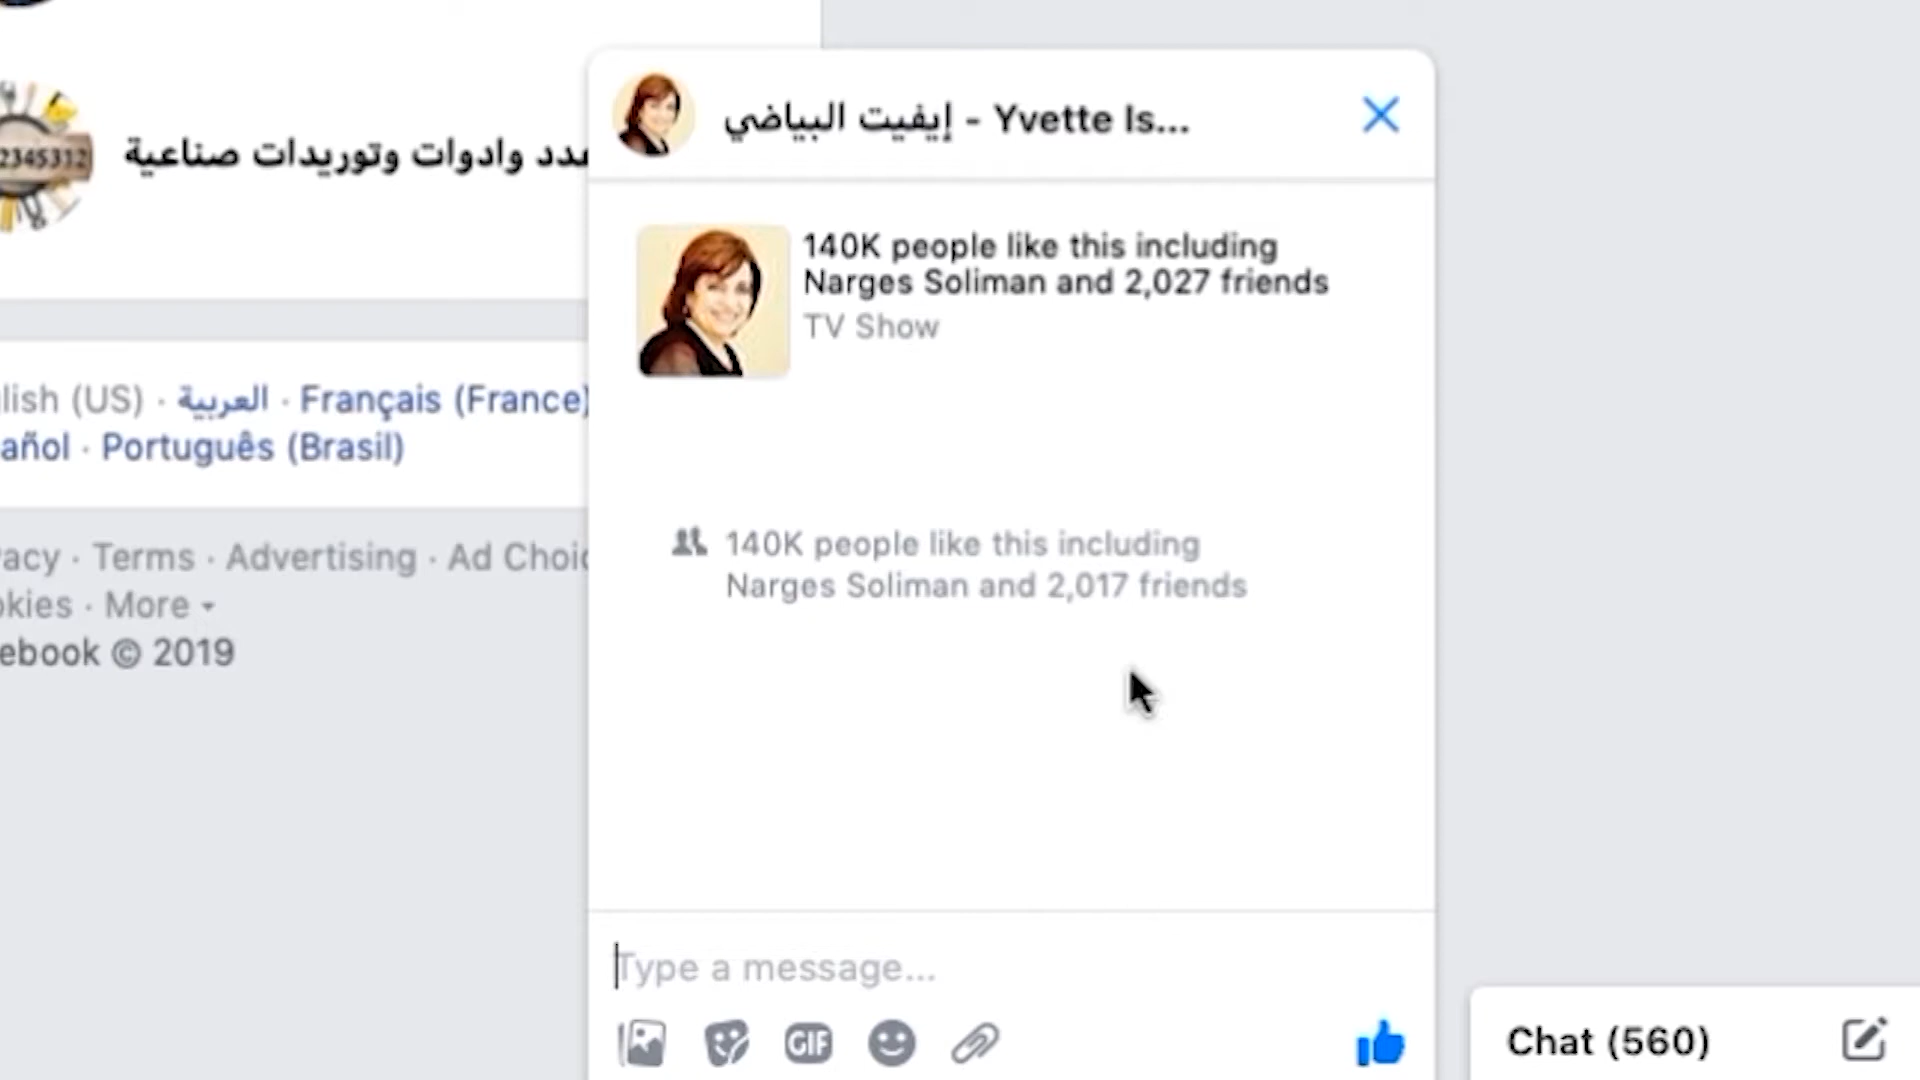 إيفيت البياضي - Yvette Is...
2345312
عدد وادوات وتوريدات صناعية
140K people like this including
Narges Soliman and 2,027 friends
TV Show
lish (US) · العربية · Français (France)
añol · Português (Brasil)
140K people like this including
Narges Soliman and 2,017 friends
acy · Terms · Advertising · Ad Choic
okies · More
ebook © 2019
Type a message...
GIF
Chat (560)